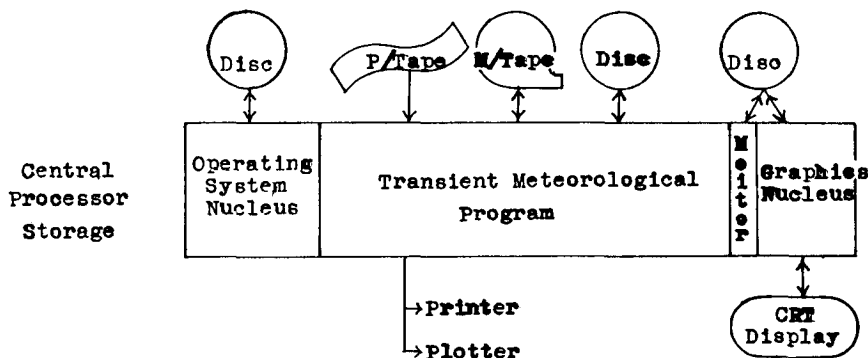 Disc
P/Tape
M/Tape
Disc
Disc
Central
Processor
Storage
Operating
System
Nucleus
Transient Meteorological
Program
Graphics
Nucleus
Printer
Plotter
CRT
Display